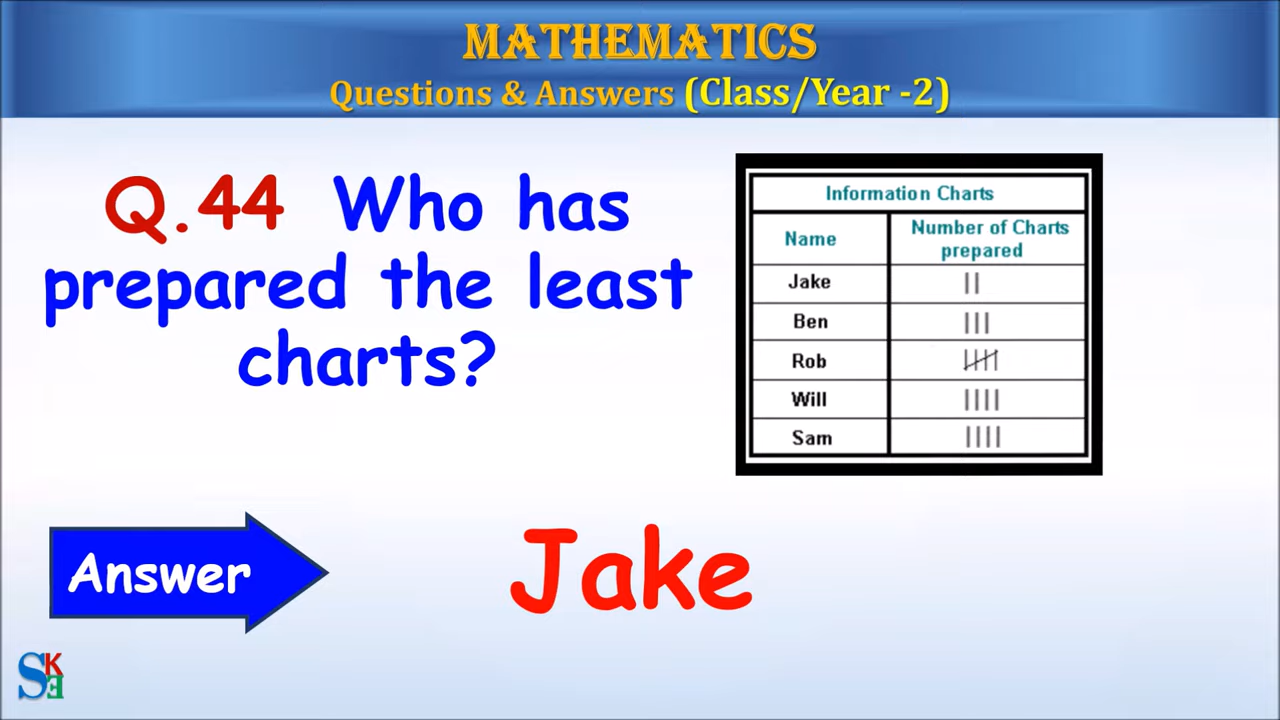 MATHEMATICS
Questions & Answers (Class/Year -2)
Q.44 Who has
prepared the least
charts?
Information Charts
Name
Number of Charts
prepared
Jake
Ben
Rob
Will
Sam
Answer
Jake
SKE